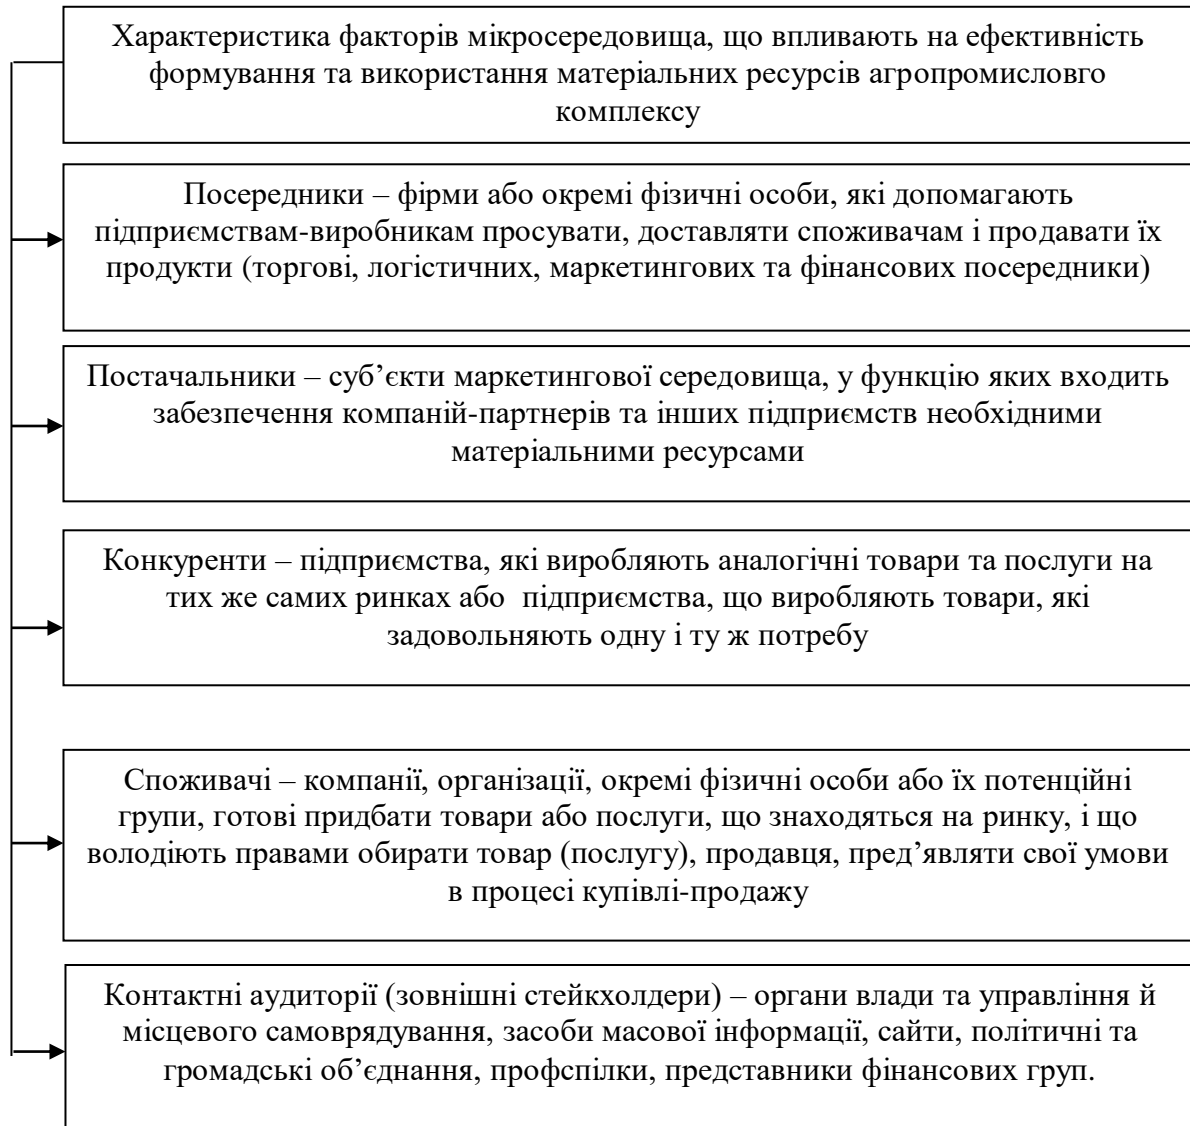 Характеристика факторів мікросередовища, що впливають на ефективність
формування та використання матеріальних ресурсів агропромисловго
комплексу
Посередники – фірми або окремі фізичні особи, які допомагають
підприємствам-виробникам просувати, доставляти споживачам і продавати їх
продукти (торгові, логістичних, маркетингових та фінансових посередники)
Постачальники – суб’єкти маркетингової середовища, у функцію яких входить
забезпечення компаній-партнерів та інших підприємств необхідними
матеріальними ресурсами
Конкуренти – підприємства, які виробляють аналогічні товари та послуги на
тих же самих ринках або  підприємства, що виробляють товари, які
задовольняють одну і ту ж потребу
Споживачі – компанії, організації, окремі фізичні особи або їх потенційні
групи, готові придбати товари або послуги, що знаходяться на ринку, і що
володіють правами обирати товар (послугу), продавця, пред’являти свої умови
в процесі купівлі-продажу
Контактні аудиторії (зовнішні стейкхолдери) – органи влади та управління й
місцевого самоврядування, засоби масової інформації, сайти, політичні та
громадські об’єднання, профспілки, представники фінансових груп.